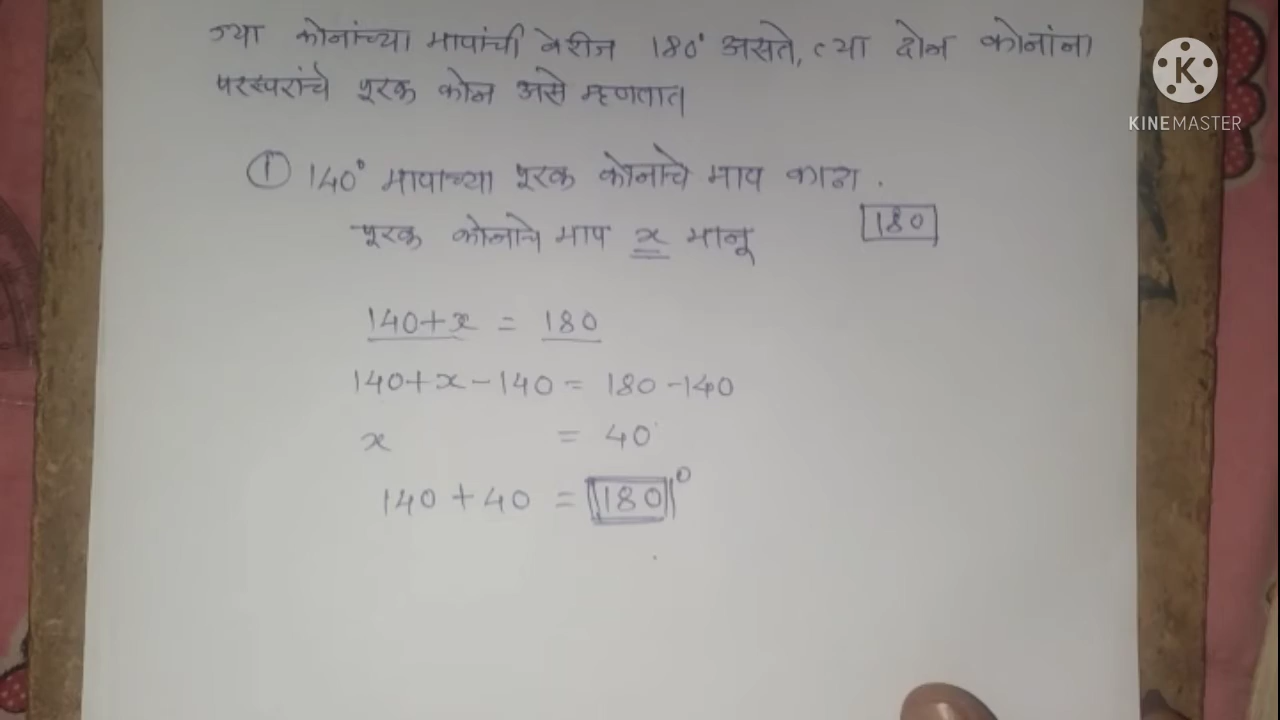 ज्या कोनांच्या मापांची बेरीज 180° असते, त्या दोन कोनांना
परस्परांचे पूरक कोन असे म्हणतात।
K
KINEMASTER
① 140° मापाच्या पूरक कोनाचे माप काढा.
पूरक कोनाचे माप x मानू
180
140+x = 180
140+x-140 = 180-140
x = 40
140 + 40 = 180°